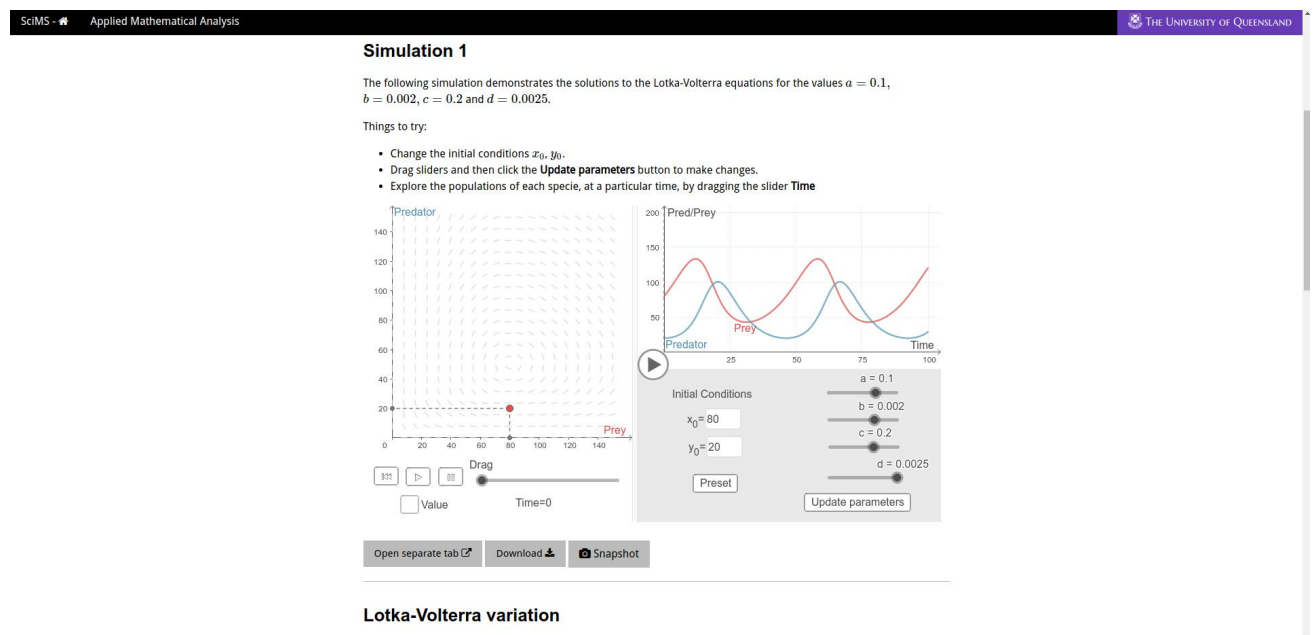 SciMS - Applied Mathematical Analysis
THE UNIVERSITY OF QUEENSLAND
Simulation 1
The following simulation demonstrates the solutions to the Lotka-Volterra equations for the values a = 0.1,
b = 0.002, c = 0.2 and d = 0.0025.
Things to try:
• Change the initial conditions x₀, y₀.
• Drag sliders and then click the Update parameters button to make changes.
• Explore the populations of each specie, at a particular time, by dragging the slider Time
Predator
140
120
100
80
60
40
20
0 20 40 60 80 100 120 140
Prey
Drag
Value
Time=0
Pred/Prey
200
150
100
50
Prey
Predator
Time
25 50 75 100
Initial Conditions
x₀= 80
y₀= 20
Preset
a = 0.1
b = 0.002
c = 0.2
d = 0.0025
Update parameters
Open separate tab
Download
Snapshot
Lotka-Volterra variation